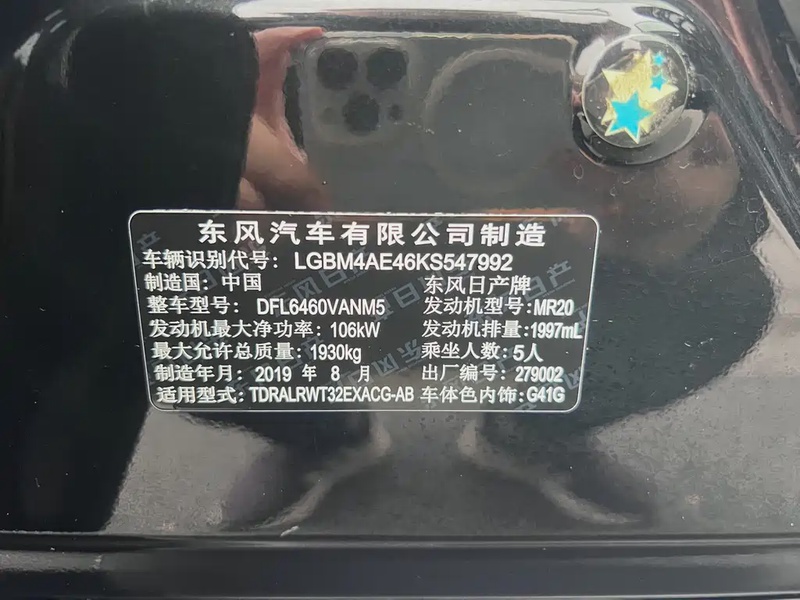 东风汽车有限公司制造
车辆识别代号: LGBM4AE46KS547992
制造国: 中国 东风日产牌
整车型号: DFL6460VANM5 发动机型号:MR20
发动机最大净功率: 106kW 发动机排量:1997mL
最大允许总质量: 1930kg 乘坐人数:5人
制造年月: 2019 年 8 月 出厂编号: 279002
适用型式: TDRALRWT32EXACG-AB 车体色内饰:G41G
东风日产